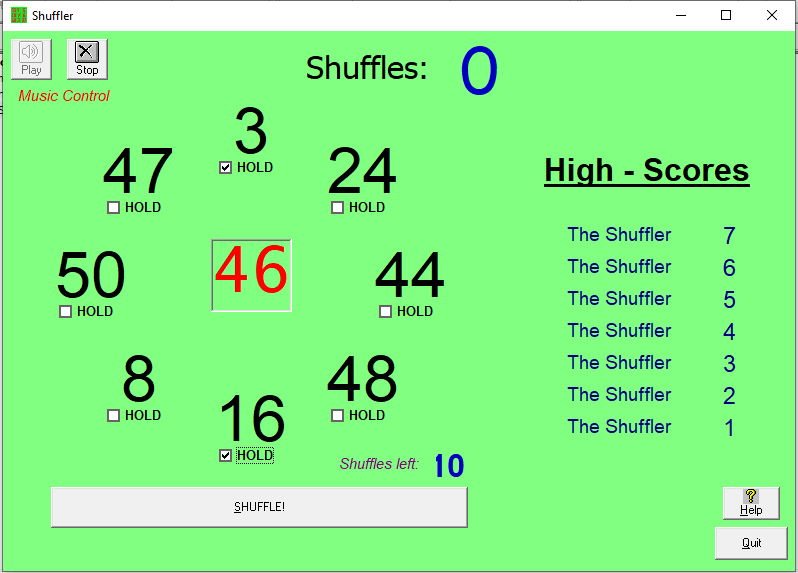 Shuffler
Play
Stop
Music Control
Shuffles: 0
3
HOLD
47
HOLD
24
HOLD
50
HOLD
46
44
HOLD
8
HOLD
48
HOLD
16
HOLD
Shuffles left: 10
SHUFFLE!
High - Scores
The Shuffler 7
The Shuffler 6
The Shuffler 5
The Shuffler 4
The Shuffler 3
The Shuffler 2
The Shuffler 1
Help
Quit